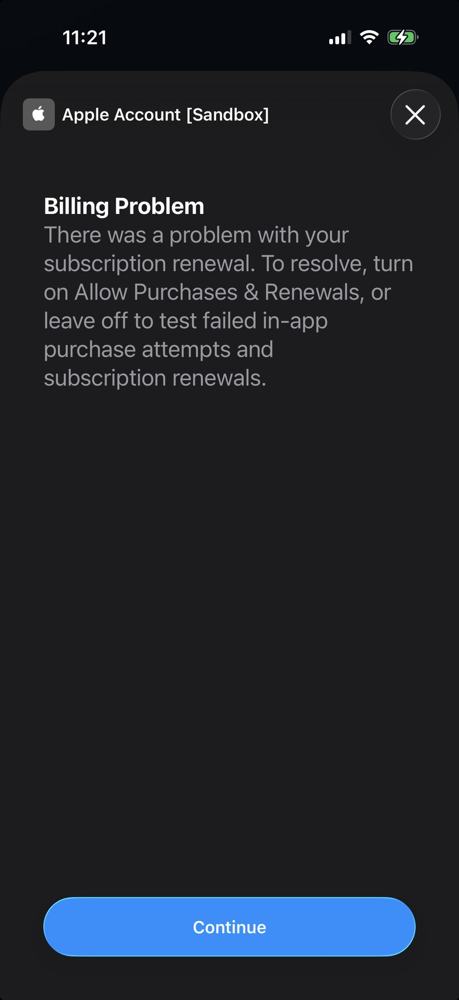 11:21
Apple Account [Sandbox]
Billing Problem
There was a problem with your
subscription renewal. To resolve, turn
on Allow Purchases & Renewals, or
leave off to test failed in-app
purchase attempts and
subscription renewals.
Continue